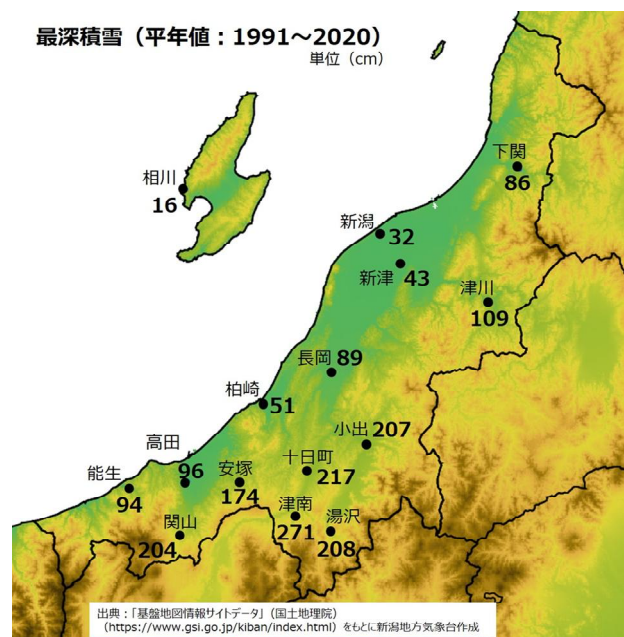 最深積雪（平年値：1991～2020）
単位（cm）
下関
86
相川
16
新潟
32
新津
43
津川
109
長岡
89
柏崎
51
小出
207
高田
96
十日町
217
能生
94
安塚
174
津南
271
湯沢
208
関山
204
出典：「基盤地図情報サイトデータ」（国土地理院）
（https://www.gsi.go.jp/kiban/index.html）をもとに新潟地方気象台作成